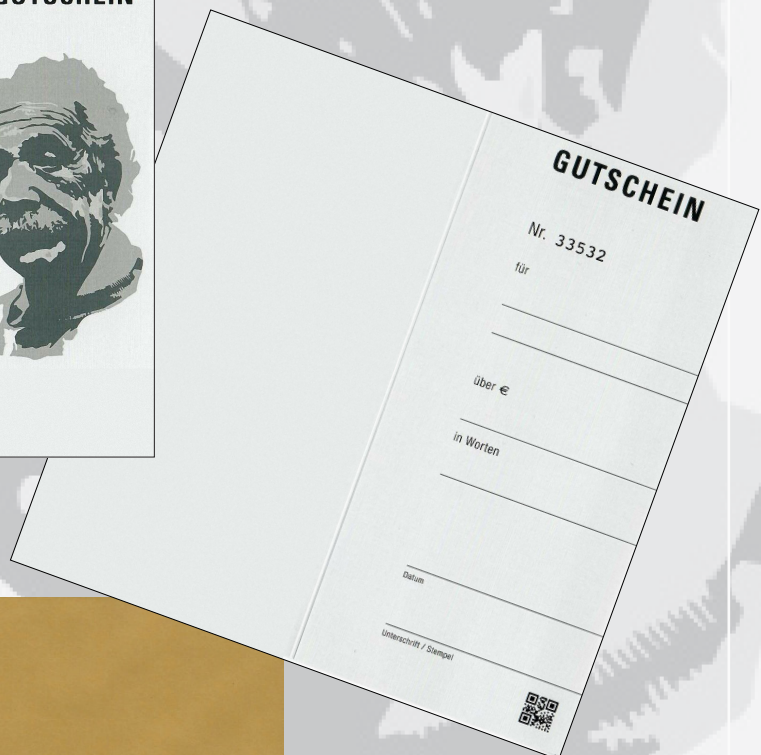 GUTSCHEIN
GUTSCHEIN
Nr. 33532
für
über €
in Worten
Datum
Unterschrift / Stempel